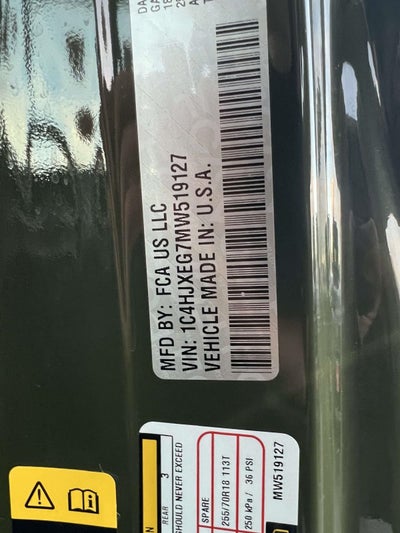 MFD BY: FCA US LLC
VIN: 1C4HJXEG7MW519127
VEHICLE MADE IN: U.S.A.
REAR 3
SHOULD NEVER EXCEED
SPARE
255/70R18 113T
250 kPa / 36 PSI
MW519127